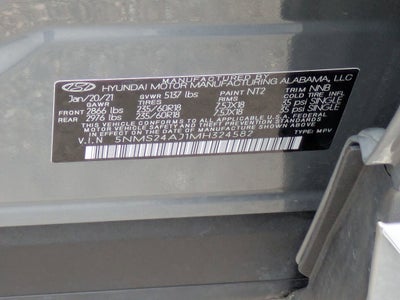 MANUFACTURED BY
HYUNDAI MOTOR MANUFACTURING ALABAMA, LLC
Jan/20/21 GVWR 5137 lbs PAINT NT2 TRIM NNB
GAWR TIRES RIMS COLD TIRE
FRONT 2866 lbs 235/60R18 7.5JX18 35 psi SINGLE
REAR 2976 lbs 235/60R18 7.5JX18 35 psi SINGLE
THIS VEHICLE CONFORMS TO ALL APPLICABLE U.S.A. FEDERAL
MOTOR VEHICLE SAFETY, BUMPER, AND THEFT
PREVENTION STANDARDS IN EFFECT ON THE DATE OF
MANUFACTURE SHOWN ABOVE.
V.I.N 5NMS24AJ1MH324582 TYPE: MPV